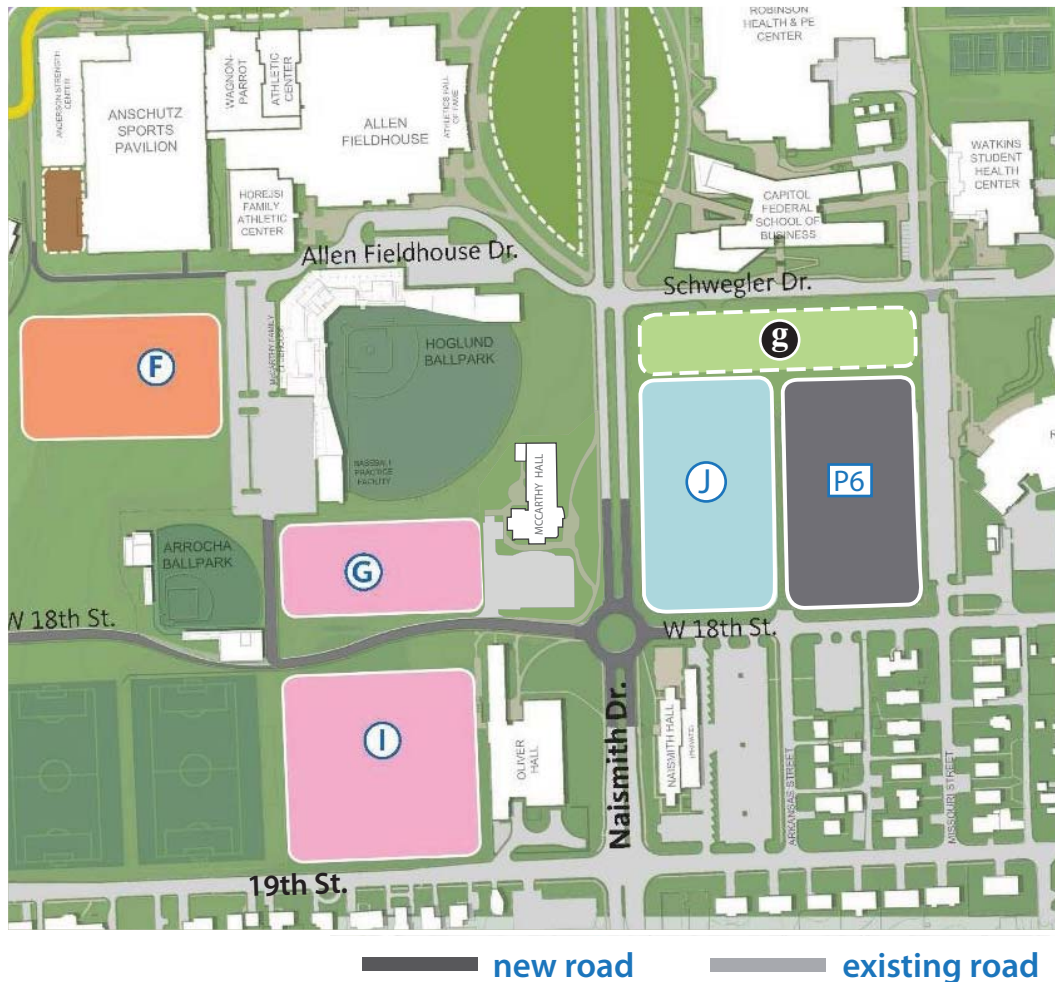 ROBINSON
HEALTH & PE
CENTER
ANDERSON STRENGTH
CENTER
ANSCHUTZ
SPORTS
PAVILION
WAGNON-
PARROT
ATHLETIC
CENTER
ALLEN
FIELDHOUSE
ATHLETICS HALL
OF FAME
WATKINS
STUDENT
HEALTH
CENTER
HOREJSI
FAMILY
ATHLETIC
CENTER
CAPITOL
FEDERAL
SCHOOL OF
BUSINESS
Allen Fieldhouse Dr.
Schwegler Dr.
g
F
McCARTHY FAMILY
CLUBHOUSE
HOGLUND
BALLPARK
BASEBALL
PRACTICE
FACILITY
J
P6
MCCARTHY HALL
ARROCHA
BALLPARK
G
W 18th St.
W 18th St.
I
OLIVER
HALL
Naismith Dr.
NAISMITH HALL
(PRIVATE)
ARKANSAS STREET
MISSOURI STREET
19th St.
new road
existing road